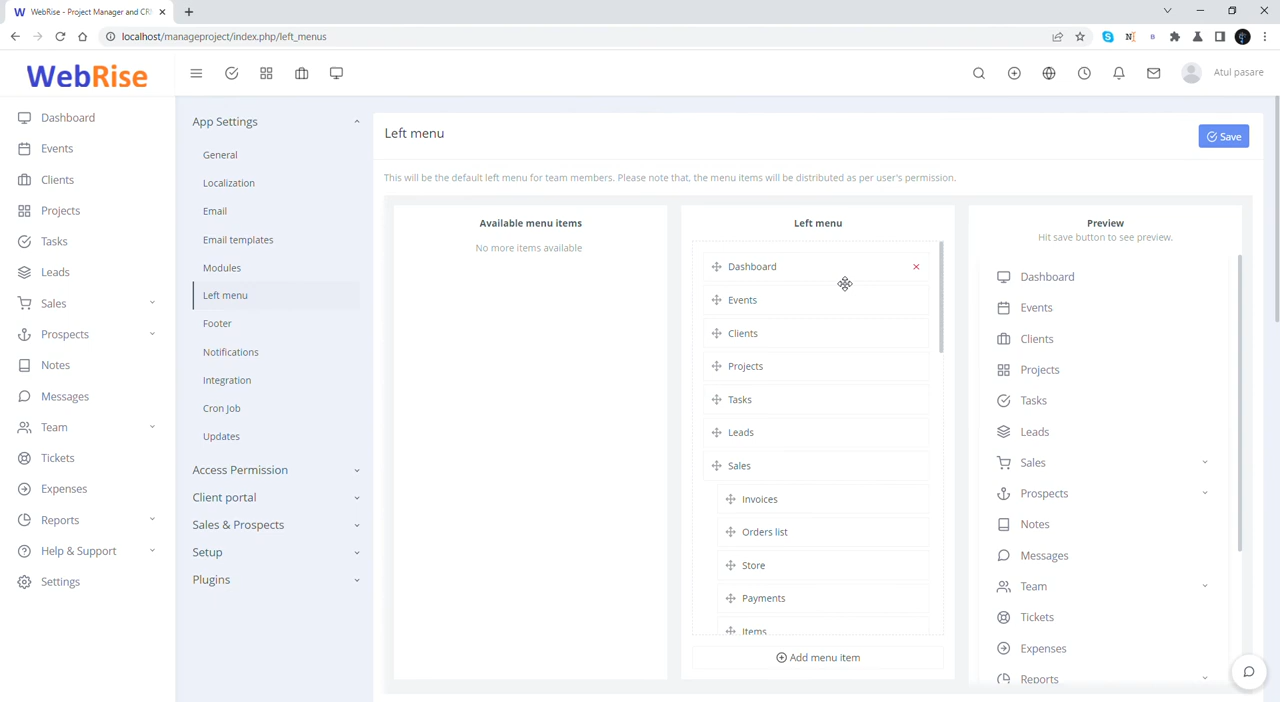 WebRise - Project Manager and CR
localhost/manageproject/index.php/left_menus
WebRise
Atul pasare
Dashboard
Events
Clients
Projects
Tasks
Leads
Sales
Prospects
Notes
Messages
Team
Tickets
Expenses
Reports
Help & Support
Settings
App Settings
General
Localization
Email
Email templates
Modules
Left menu
Footer
Notifications
Integration
Cron Job
Updates
Access Permission
Client portal
Sales & Prospects
Setup
Plugins
Left menu
Save
This will be the default left menu for team members. Please note that, the menu items will be distributed as per user's permission.
Available menu items
No more items available
Left menu
Dashboard
Events
Clients
Projects
Tasks
Leads
Sales
Invoices
Orders list
Store
Payments
Items
Add menu item
Preview
Hit save button to see preview.
Dashboard
Events
Clients
Projects
Tasks
Leads
Sales
Prospects
Notes
Messages
Team
Tickets
Expenses
Reports